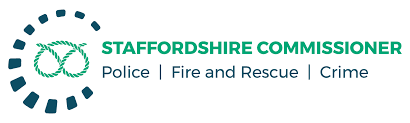 STAFFORDSHIRE COMMISSIONER
Police | Fire and Rescue | Crime